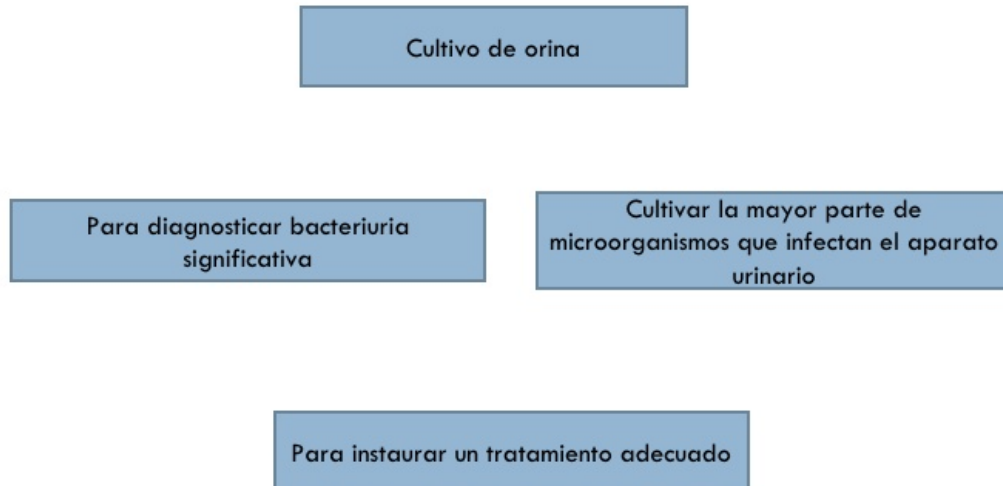 Cultivo de orina
Para diagnosticar bacteriuria
significativa
Cultivar la mayor parte de
microorganismos que infectan el aparato
urinario
Para instaurar un tratamiento adecuado